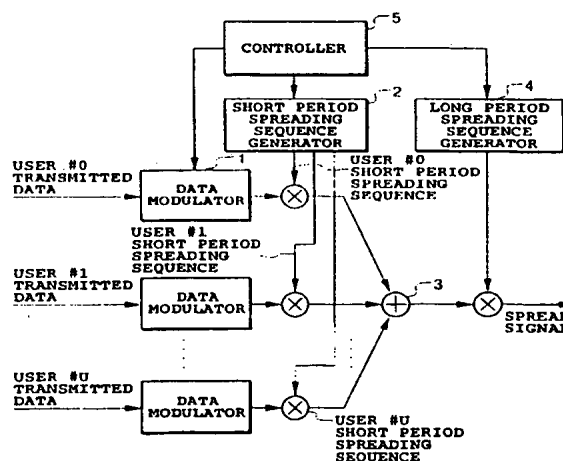 5
CONTROLLER
2
4
SHORT PERIOD
SPREADING
SEQUENCE
GENERATOR
LONG PERIOD
SPREADING
SEQUENCE
GENERATOR
USER #0
TRANSMITTED
DATA
1
DATA
MODULATOR
USER #0
SHORT PERIOD
SPREADING
SEQUENCE
USER #1
SHORT PERIOD
SPREADING
SEQUENCE
USER #1
TRANSMITTED
DATA
DATA
MODULATOR
3
SPREAD
SIGNAL
USER #U
TRANSMITTED
DATA
DATA
MODULATOR
USER #U
SHORT PERIOD
SPREADING
SEQUENCE